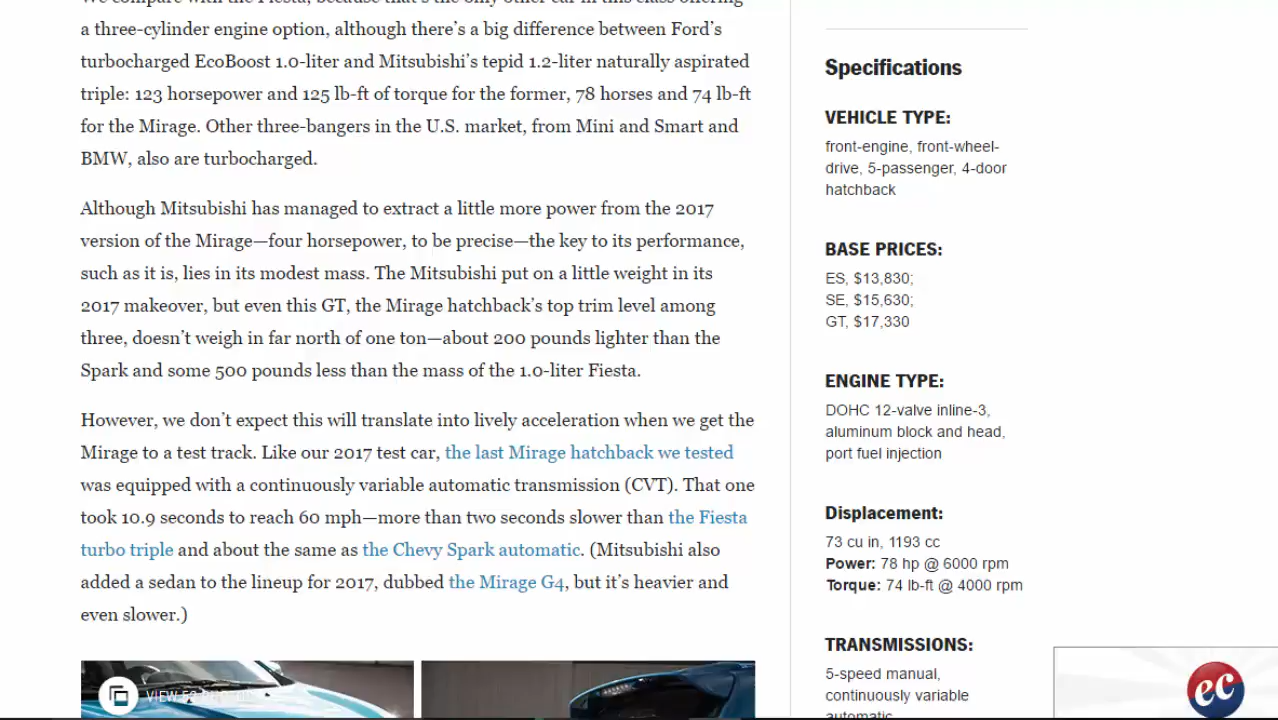 We compare with the Fiesta, because that's the only other car in this class offering
a three-cylinder engine option, although there's a big difference between Ford's
turbocharged EcoBoost 1.0-liter and Mitsubishi's tepid 1.2-liter naturally aspirated
triple: 123 horsepower and 125 lb-ft of torque for the former, 78 horses and 74 lb-ft
for the Mirage. Other three-bangers in the U.S. market, from Mini and Smart and
BMW, also are turbocharged.
Although Mitsubishi has managed to extract a little more power from the 2017
version of the Mirage—four horsepower, to be precise—the key to its performance,
such as it is, lies in its modest mass. The Mitsubishi put on a little weight in its
2017 makeover, but even this GT, the Mirage hatchback's top trim level among
three, doesn't weigh in far north of one ton—about 200 pounds lighter than the
Spark and some 500 pounds less than the mass of the 1.0-liter Fiesta.
However, we don't expect this will translate into lively acceleration when we get the
Mirage to a test track. Like our 2017 test car, the last Mirage hatchback we tested
was equipped with a continuously variable automatic transmission (CVT). That one
took 10.9 seconds to reach 60 mph—more than two seconds slower than the Fiesta
turbo triple and about the same as the Chevy Spark automatic. (Mitsubishi also
added a sedan to the lineup for 2017, dubbed the Mirage G4, but it's heavier and
even slower.)
Specifications
VEHICLE TYPE:
front-engine, front-wheel-
drive, 5-passenger, 4-door
hatchback
BASE PRICES:
ES, $13,830;
SE, $15,630;
GT, $17,330
ENGINE TYPE:
DOHC 12-valve inline-3,
aluminum block and head,
port fuel injection
Displacement:
73 cu in, 1193 cc
Power: 78 hp @ 6000 rpm
Torque: 74 lb-ft @ 4000 rpm
TRANSMISSIONS:
5-speed manual,
continuously variable
automatic
VIEW
ec